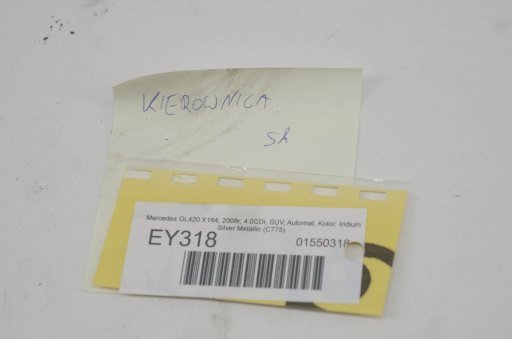 KIEROWNICA
SA
Mercedes GL420 X164, 2008r, 4.0CDi, SUV, Automat, Kolor: Iridium
Silver Metallic (C775)
EY318 01550318